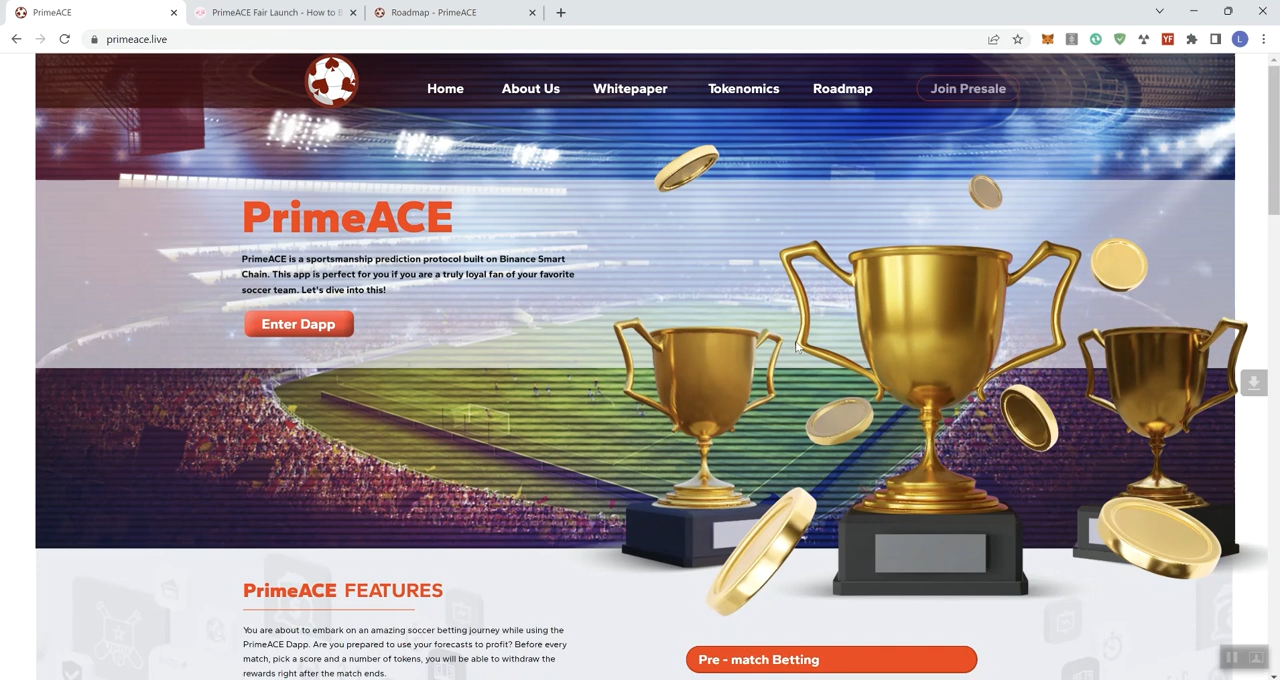 PrimeACE
PrimeACE Fair Launch - How to B
Roadmap - PrimeACE
primeace.live
YF
L
Home
About Us
Whitepaper
Tokenomics
Roadmap
Join Presale
PrimeACE
PrimeACE is a sportsmanship prediction protocol built on Binance Smart
Chain. This app is perfect for you if you are a truly loyal fan of your favorite
soccer team. Let's dive into this!
Enter Dapp
PrimeACE FEATURES
You are about to embark on an amazing soccer betting journey while using the
PrimeACE Dapp. Are you prepared to use your forecasts to profit? Before every
match, pick a score and a number of tokens, you will be able to withdraw the
rewards right after the match ends.
Pre - match Betting